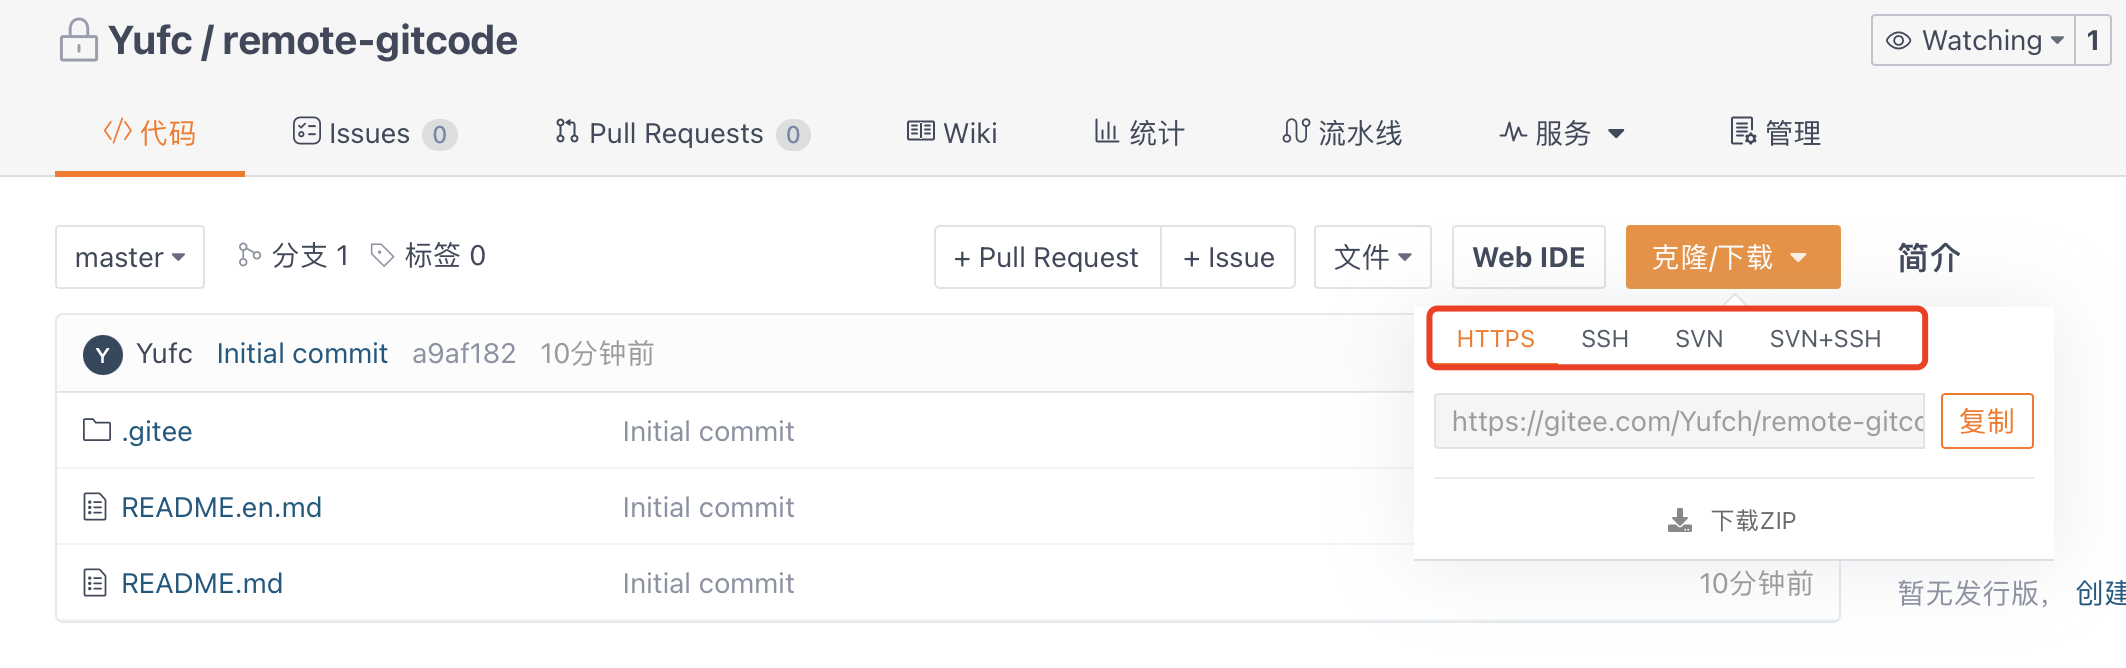 Yufc / remote-gitcode
Watching 1
代码 Issues 0 Pull Requests 0 Wiki 统计 流水线 服务 管理
master 分支 1 标签 0 + Pull Request + Issue 文件 Web IDE 克隆/下载 简介
HTTPS SSH SVN SVN+SSH
Y Yufc Initial commit a9af182 10分钟前
https://gitee.com/Yufch/remote-gitco 复制
.gitee Initial commit
README.en.md Initial commit
下载ZIP
README.md Initial commit 10分钟前
暂无发行版， 创建